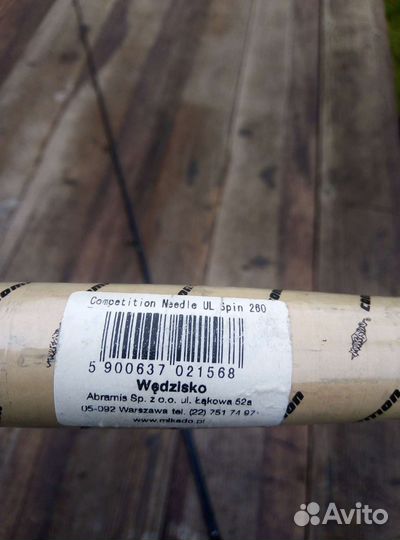 Competition Needle UL Spin 260
5 900637 021568
Wędzisko
Abramis Sp. z o.o. ul. Łąkowa 52a
05-092 Warszawa tel. (22) 751 74 97
www.mikado.pl
Avito